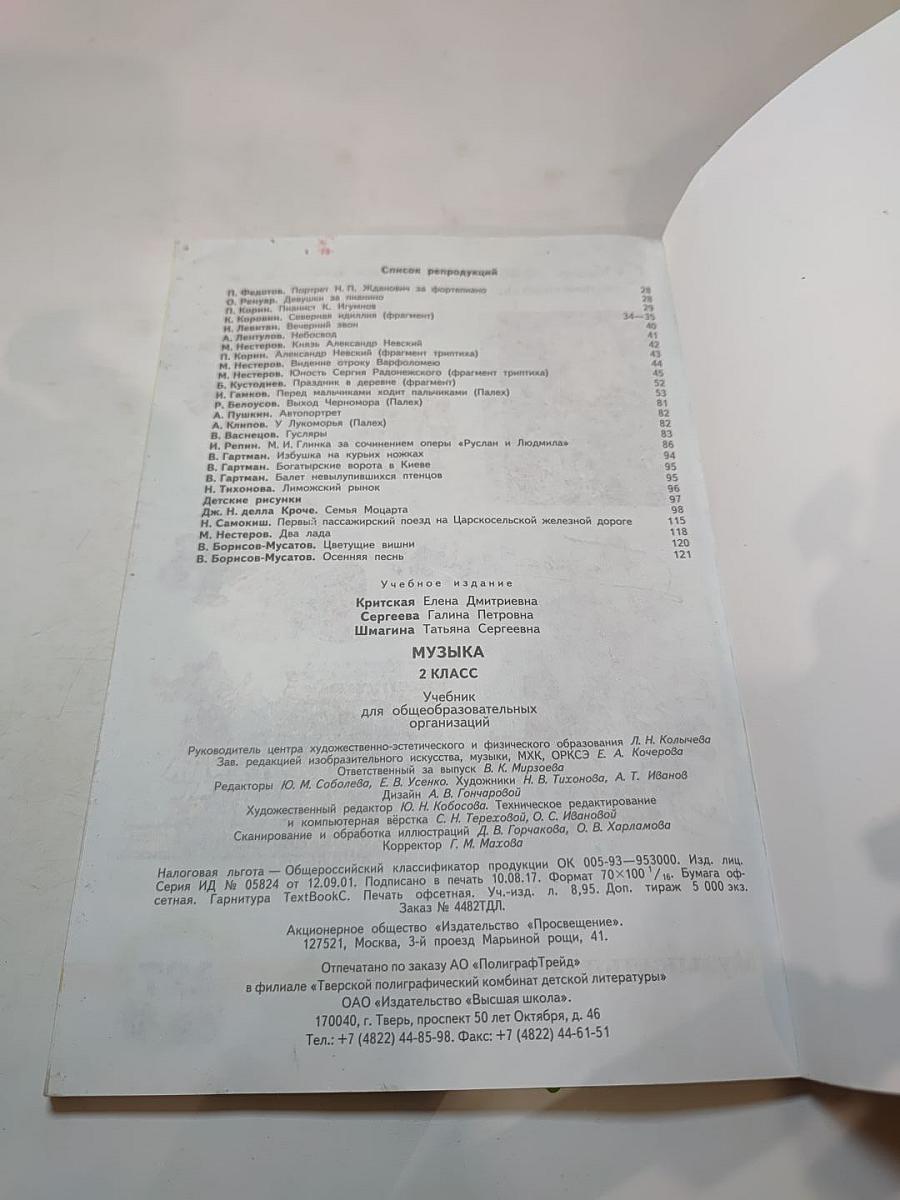 Список репродукций
П. Федотов. Портрет Н. П. Жданович за фортепиано 28
О. Ренуар. Девушки за пианино 28
П. Корин. Пианист К. Игумнов 29
К. Коровин. Северная идиллия (фрагмент) 34—35
И. Левитан. Вечерний звон 40
А. Лентулов. Небосвод 41
М. Нестеров. Князь Александр Невский 42
П. Корин. Александр Невский (фрагмент триптиха) 43
М. Нестеров. Видение отроку Варфоломею 44
М. Нестеров. Юность Сергия Радонежского (фрагмент триптиха) 45
Б. Кустодиев. Праздник в деревне (фрагмент) 52
И. Гамков. Перед мальчиками ходит пальчиками (Палех) 53
Р. Белоусов. Выход Черномора (Палех) 81
А. Пушкин. Автопортрет 82
А. Клипов. У Лукоморья (Палех) 82
В. Васнецов. Гусляры 83
И. Репин. М. И. Глинка за сочинением оперы «Руслан и Людмила» 86
В. Гартман. Избушка на курьих ножках 94
В. Гартман. Богатырские ворота в Киеве 95
В. Гартман. Балет невылупившихся птенцов 95
Н. Тихонова. Лиможский рынок 96
Детские рисунки 97
Дж. Н. делла Кроче. Семья Моцарта 98
Н. Самокиш. Первый пассажирский поезд на Царскосельской железной дороге 115
М. Нестеров. Два лада 118
В. Борисов-Мусатов. Цветущие вишни 120
В. Борисов-Мусатов. Осенняя песнь 121
Учебное издание
Критская Елена Дмитриевна
Сергеева Галина Петровна
Шмагина Татьяна Сергеевна
МУЗЫКА
2 КЛАСС
Учебник
для общеобразовательных
организаций
Руководитель центра художественно-эстетического и физического образования Л. Н. Колычева
Зав. редакцией изобразительного искусства, музыки, МХК, ОРКСЭ Е. А. Кочерова
Ответственный за выпуск В. К. Мирзоева
Редакторы Ю. М. Соболева, Е. В. Усенко. Художники Н. В. Тихонова, А. Т. Иванов
Дизайн А. В. Гончаровой
Художественный редактор Ю. Н. Кобосова. Техническое редактирование
и компьютерная вёрстка С. Н. Тереховой, О. С. Ивановой
Сканирование и обработка иллюстраций Д. В. Горчакова, О. В. Харламова
Корректор Г. М. Махова
Налоговая льгота — Общероссийский классификатор продукции ОК 005-93—953000. Изд. лиц.
Серия ИД № 05824 от 12.09.01. Подписано в печать 10.08.17. Формат 70×100 1/16. Бумага оф-
сетная. Гарнитура TextBookC. Печать офсетная. Уч.-изд. л. 8,95. Доп. тираж 5 000 экз.
Заказ № 4482ТДЛ.
Акционерное общество «Издательство «Просвещение».
127521, Москва, 3-й проезд Марьиной рощи, 41.
Отпечатано по заказу АО «ПолиграфТрейд»
в филиале «Тверской полиграфический комбинат детской литературы»
ОАО «Издательство «Высшая школа».
170040, г. Тверь, проспект 50 лет Октября, д. 46
Тел.: +7 (4822) 44-85-98. Факс: +7 (4822) 44-61-51